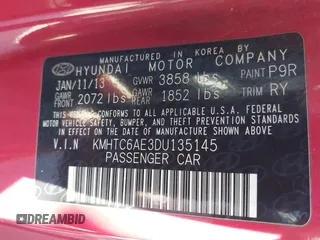 MANUFACTURED IN KOREA BY
HYUNDAI MOTOR COMPANY
JAN/11/13 GVWR 3858 Lbs PAINT P9R
GAWR FRONT 2072 lbs GAWR REAR 1852 lbs TRIM RY
THIS VEHICLE CONFORMS TO ALL APPLICABLE U.S.A. FEDERAL
MOTOR VEHICLE SAFETY, BUMPER, AND THEFT PREVENTION
STANDARDS IN EFFECT ON THE DATE OF MANUFACTURE SHOWN ABOVE.
V.I.N KMHTC6AE3DU135145
PASSENGER CAR
DREAMBID